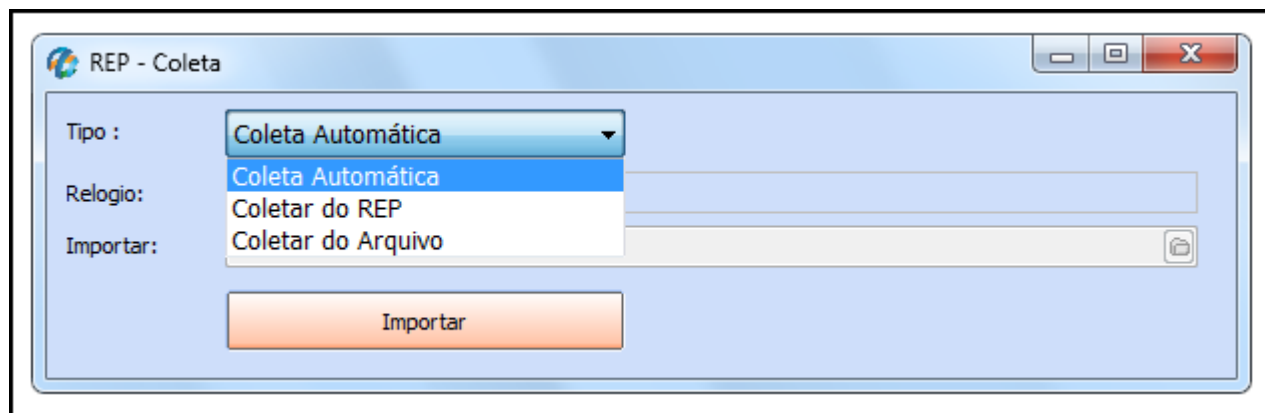 REP - Coleta
Tipo : Coleta Automática
Coleta Automática
Relogio:
Coletar do REP
Coletar do Arquivo
Importar:
Importar